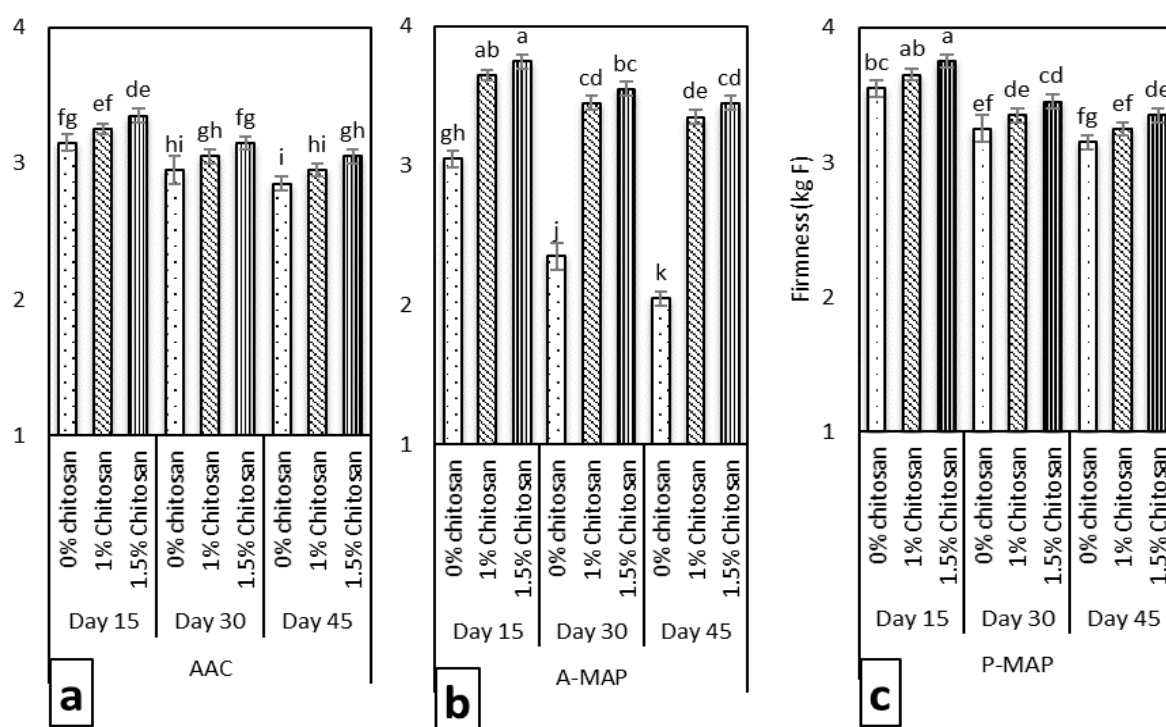 4
3
2
1
fg
ef
de
hi
gh
fg
i
hi
gh
0% chitosan
1% Chitosan
1.5% Chitosan
0% chitosan
1% Chitosan
1.5% Chitosan
0% chitosan
1% Chitosan
1.5% Chitosan
Day 15
Day 30
Day 45
AAC
a
4
3
2
1
gh
ab
a
j
cd
bc
k
de
cd
0% chitosan
1% Chitosan
1.5% Chitosan
0% chitosan
1% Chitosan
1.5% Chitosan
0% chitosan
1% Chitosan
1.5% Chitosan
Day 15
Day 30
Day 45
A-MAP
b
Firmness (kg F)
4
3
2
1
bc
ab
a
ef
de
cd
fg
ef
de
0% chitosan
1% Chitosan
1.5% Chitosan
0% chitosan
1% Chitosan
1.5% Chitosan
0% chitosan
1% Chitosan
1.5% Chitosan
Day 15
Day 30
Day 45
P-MAP
c